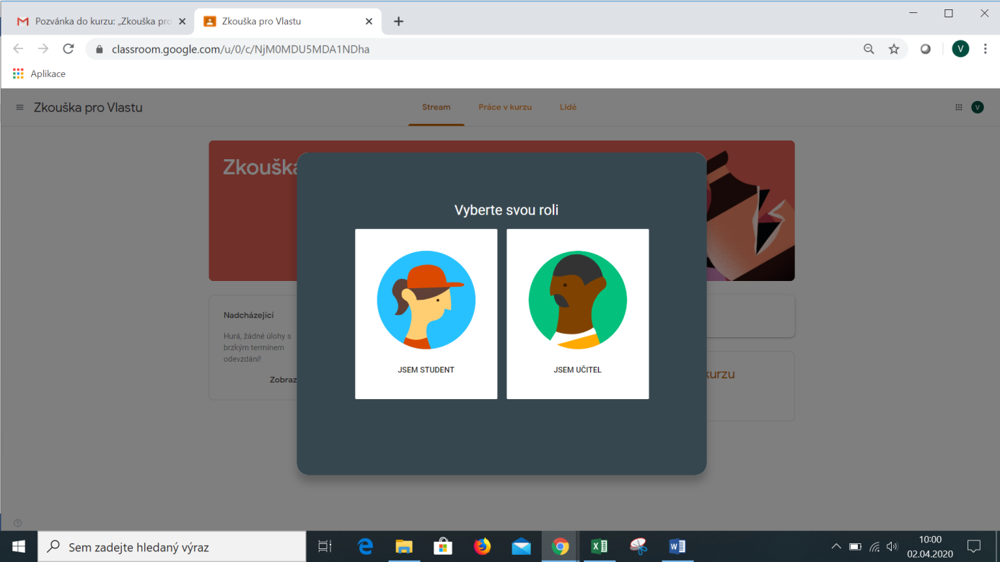 Pozvánka do kurzu: „Zkouška pro
Zkouška pro Vlastu
classroom.google.com/u/0/c/NjM0MDU5MDA1NDha
V
Aplikace
Zkouška pro Vlastu
Stream
Práce v kurzu
Lidé
V
Zkouška
Vyberte svou roli
JSEM STUDENT
JSEM UČITEL
Nadcházející
Hurá, žádné úlohy s
brzkým termínem
odevzdání!
Zobraz
kurzu
Sem zadejte hledaný výraz
10:00
02.04.2020